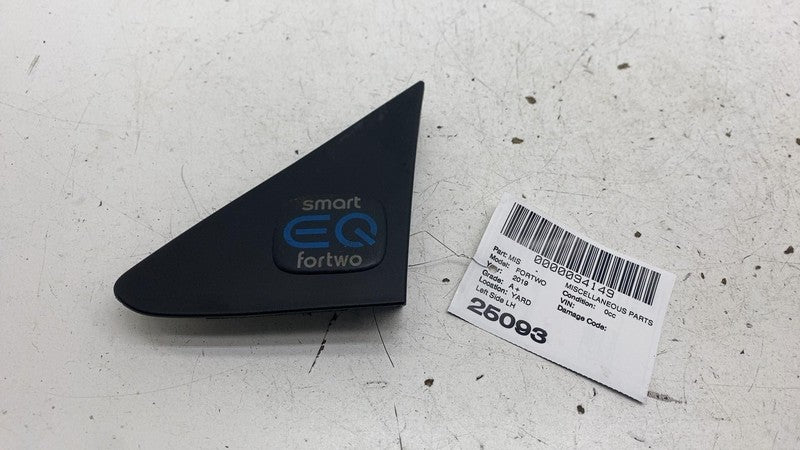 smart
EQ
fortwo
0000094149
Part: MIS - MISCELLANEOUS PARTS
Model: FORTWO Condition: 0cc
Year: 2019 VIN:
Grade: A+ Damage Code:
Location: YARD
Left Side LH
25093